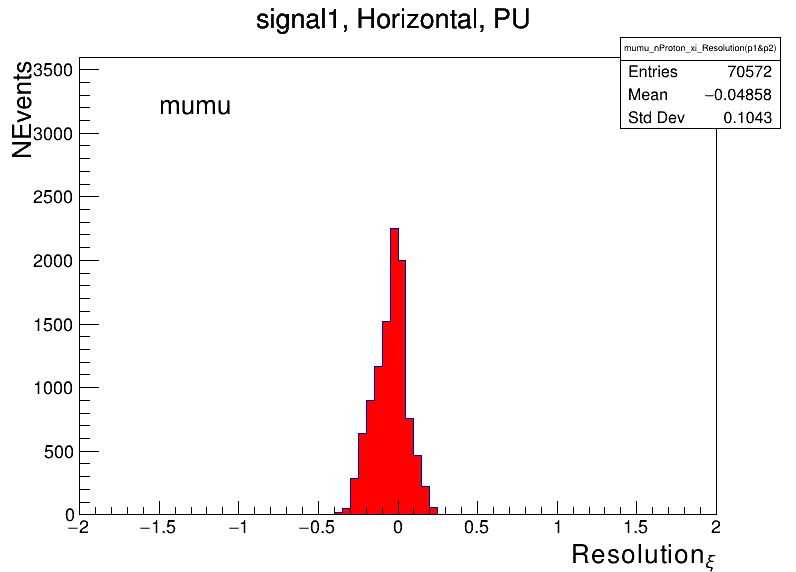 signal1, Horizontal, PU
mumu_nProton_xi_Resolution(p1&p2)
Entries 70572
Mean −0.04858
Std Dev 0.1043
NEvents
mumu
3500
3000
2500
2000
1500
1000
500
0
−2 −1.5 −1 −0.5 0 0.5 1 1.5 2
Resolutionξ